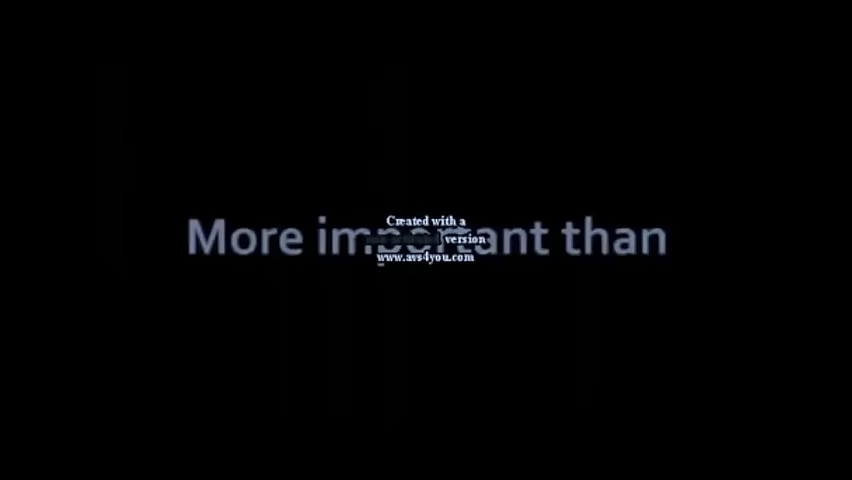 More important than
Created with a
version
www.avs4you.com